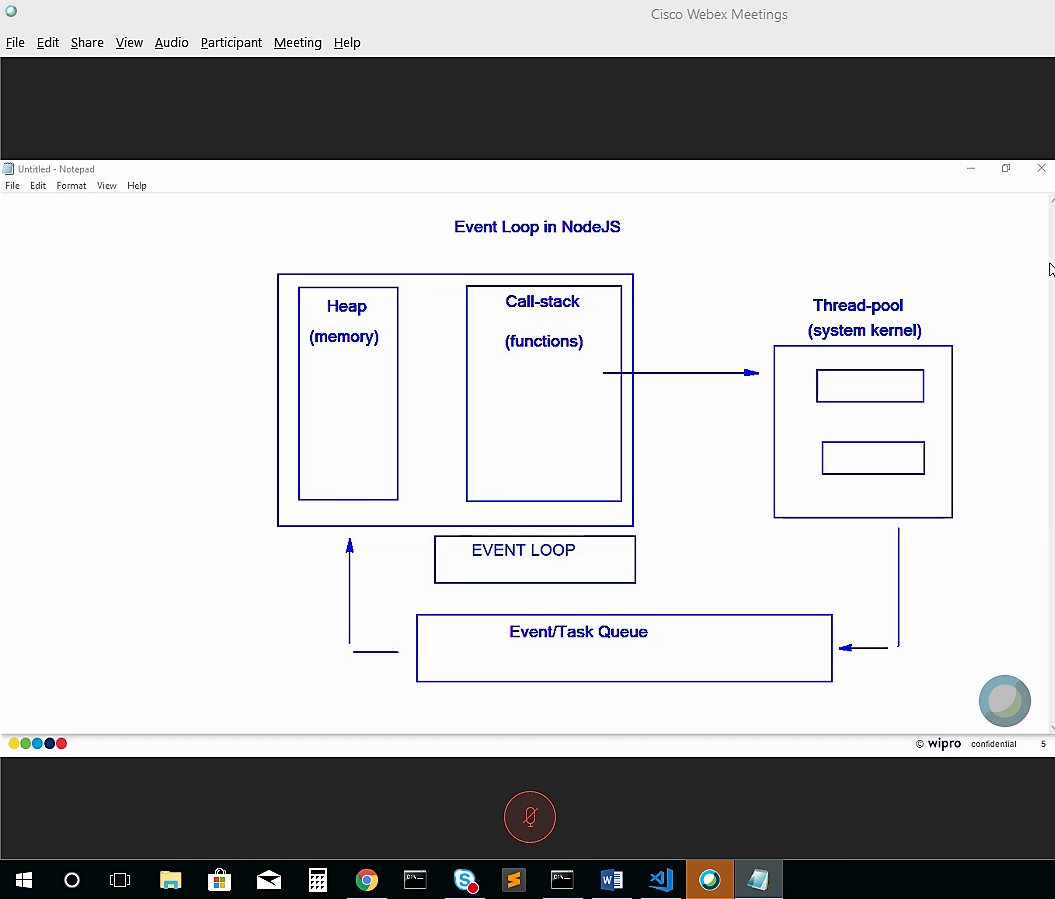 Cisco Webex Meetings
File Edit Share View Audio Participant Meeting Help
Untitled - Notepad
File Edit Format View Help
Event Loop in NodeJS
Heap
(memory)
Call-stack
(functions)
Thread-pool
(system kernel)
EVENT LOOP
Event/Task Queue
© wipro confidential 5